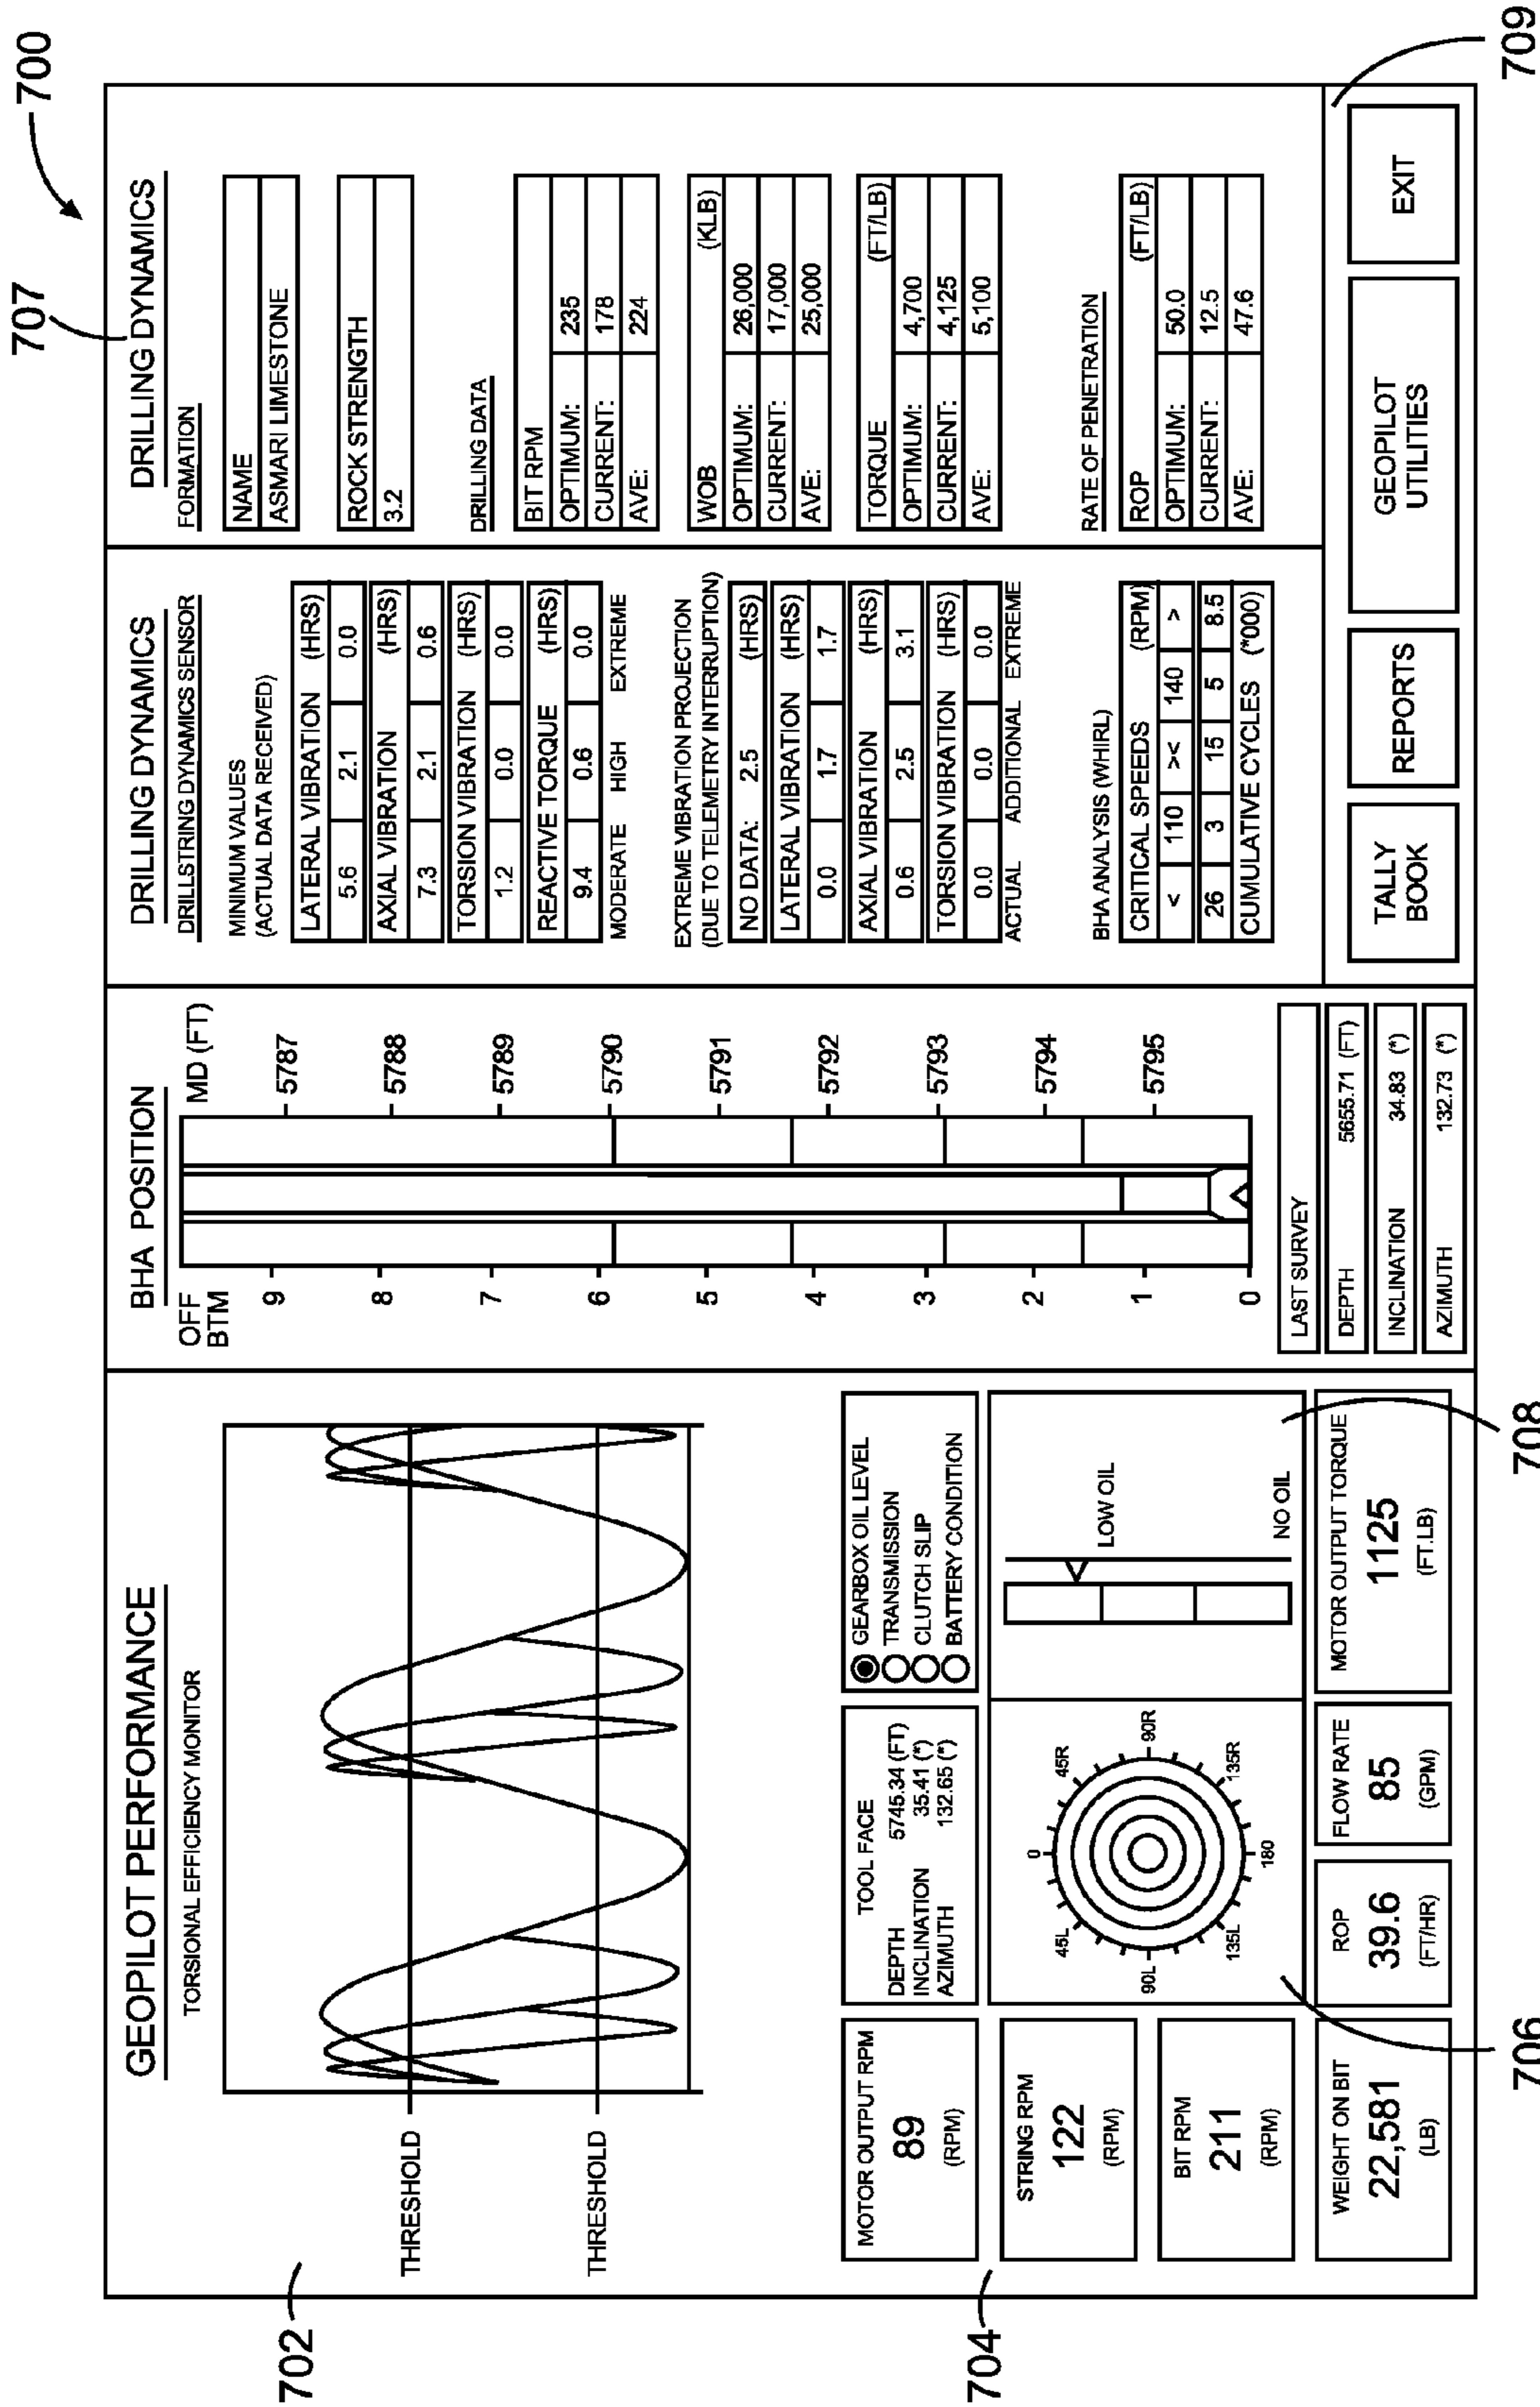 700
707
GEOPILOT PERFORMANCE
TORSIONAL EFFICIENCY MONITOR
702
THRESHOLD
THRESHOLD
704
MOTOR OUTPUT RPM
89
(RPM)
STRING RPM
122
(RPM)
BIT RPM
211
(RPM)
WEIGHT ON BIT
22,581
(LB)
TOOL FACE
DEPTH 5745.34 (FT)
INCLINATION 35.41 (*)
AZIMUTH 132.65 (*)
GEARBOX OIL LEVEL
TRANSMISSION
CLUTCH SLIP
BATTERY CONDITION
0
45L 45R
90L 90R
135L 135R
180
LOW OIL
NO OIL
ROP
39.6
(FT/HR)
FLOW RATE
85
(GPM)
MOTOR OUTPUT TORQUE
1125
(FT.LB)
706
708
BHA POSITION
OFF BTM MD (FT)
9 5787
8 5788
7 5789
6 5790
5 5791
4 5792
3 5793
2 5794
1 5795
0
LAST SURVEY
DEPTH 5655.71 (FT)
INCLINATION 34.83 (*)
AZIMUTH 132.73 (*)
DRILLING DYNAMICS
DRILLSTRING DYNAMICS SENSOR
MINIMUM VALUES
(ACTUAL DATA RECEIVED)
LATERAL VIBRATION (HRS)
5.6 2.1 0.0
AXIAL VIBRATION (HRS)
7.3 2.1 0.6
TORSION VIBRATION (HRS)
1.2 0.0 0.0
REACTIVE TORQUE (HRS)
9.4 0.6 0.0
MODERATE HIGH EXTREME
EXTREME VIBRATION PROJECTION
(DUE TO TELEMETRY INTERRUPTION)
NO DATA: 2.5 (HRS)
LATERAL VIBRATION (HRS)
0.0 1.7 1.7
AXIAL VIBRATION (HRS)
0.6 2.5 3.1
TORSION VIBRATION (HRS)
0.0 0.0 0.0
ACTUAL ADDITIONAL EXTREME
BHA ANALYSIS (WHIRL)
CRITICAL SPEEDS (RPM)
< 110 >< 140 >
26 3 15 5 8.5
CUMULATIVE CYCLES (*000)
DRILLING DYNAMICS
FORMATION
NAME
ASMARI LIMESTONE
ROCK STRENGTH
3.2
DRILLING DATA
BIT RPM
OPTIMUM: 235
CURRENT: 178
AVE: 224
WOB (KLB)
OPTIMUM: 26,000
CURRENT: 17,000
AVE: 25,000
TORQUE (FT/LB)
OPTIMUM: 4,700
CURRENT: 4,125
AVE: 5,100
RATE OF PENETRATION
ROP (FT/LB)
OPTIMUM: 50.0
CURRENT: 12.5
AVE: 47.6
TALLY BOOK
REPORTS
GEOPILOT UTILITIES
EXIT
709